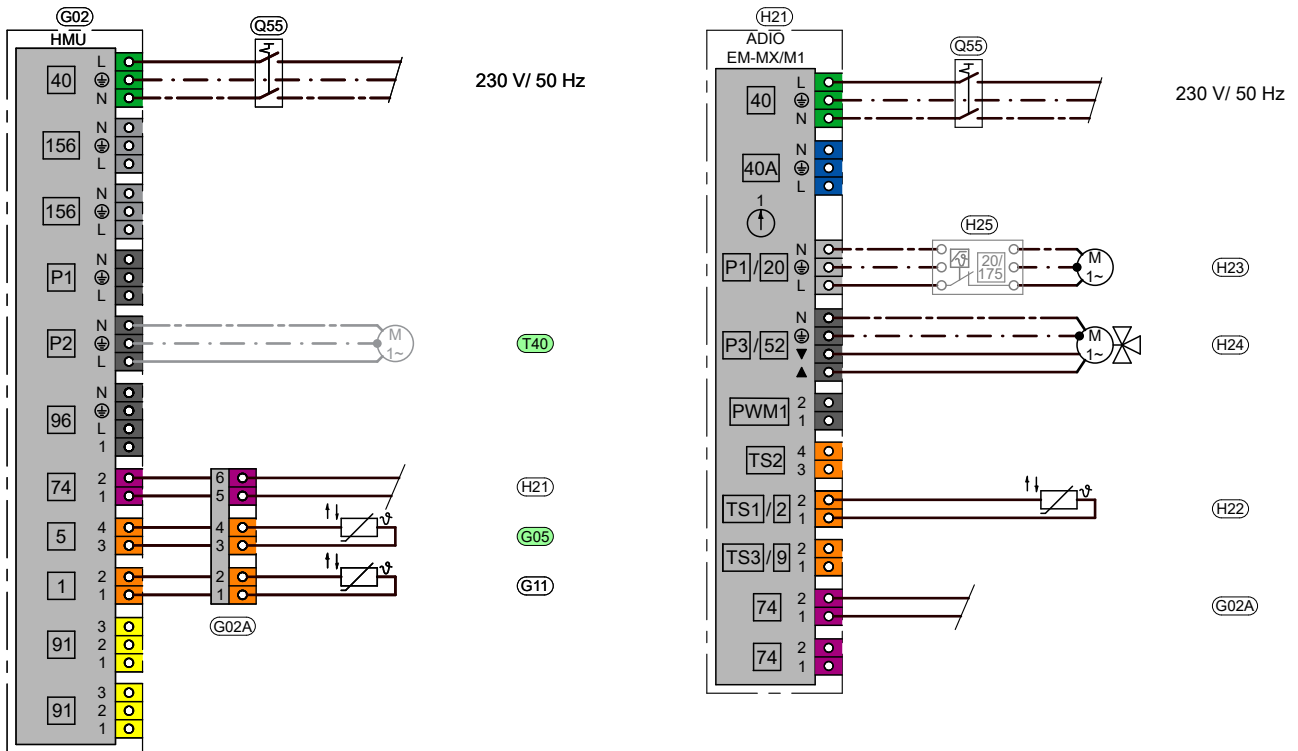 G02
HMU
Q55
40
L
N
230 V/ 50 Hz
156
N
L
156
N
L
P1
N
L
P2
N
L
M
1~
T40
96
N
L
1
74
2
1
6
5
H21
5
4
3
4
3
ϑ
G05
1
2
1
2
1
ϑ
G11
G02A
91
3
2
1
91
3
2
1
H21
ADIO
EM-MX/M1
Q55
40
L
N
230 V/ 50 Hz
40A
N
L
1
H25
P1/20
N
L
ϑ
20/
175
M
1~
H23
P3/52
N
▼
▲
M
1~
H24
PWM1
2
1
TS2
4
3
TS1/2
2
1
ϑ
H22
TS3/9
2
1
74
2
1
G02A
74
2
1